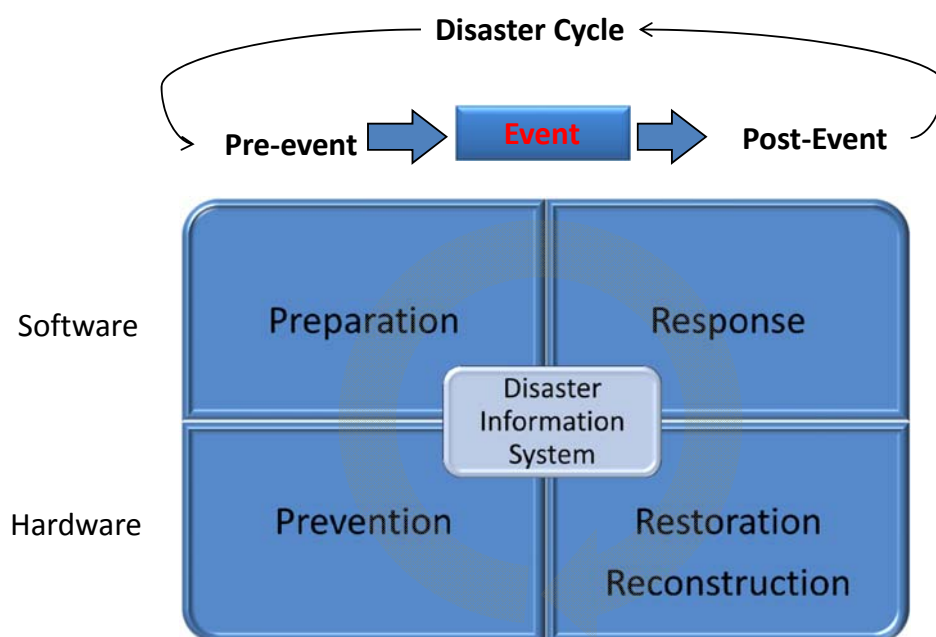 Disaster Cycle
Pre-event
Event
Post-Event
Software
Preparation
Response
Disaster
Information
System
Hardware
Prevention
Restoration
Reconstruction